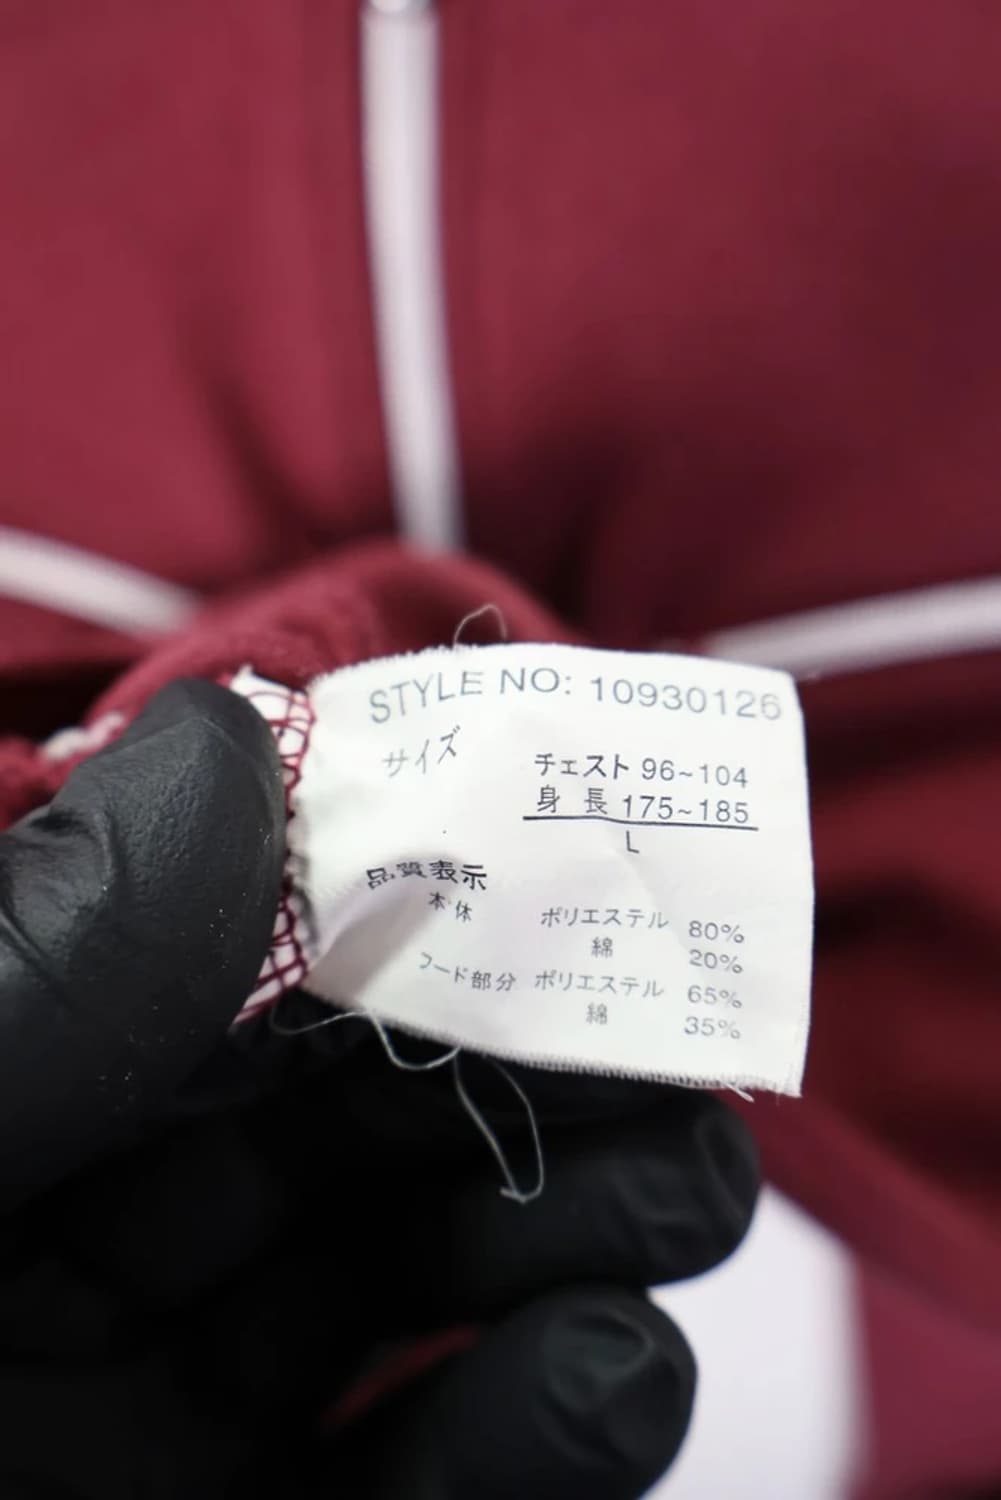 STYLE NO: 10930126
サイズ
チェスト 96~104
身 長 175~185
L
品質表示
本体 ポリエステル 80%
綿 20%
フード部分 ポリエステル 65%
綿 35%